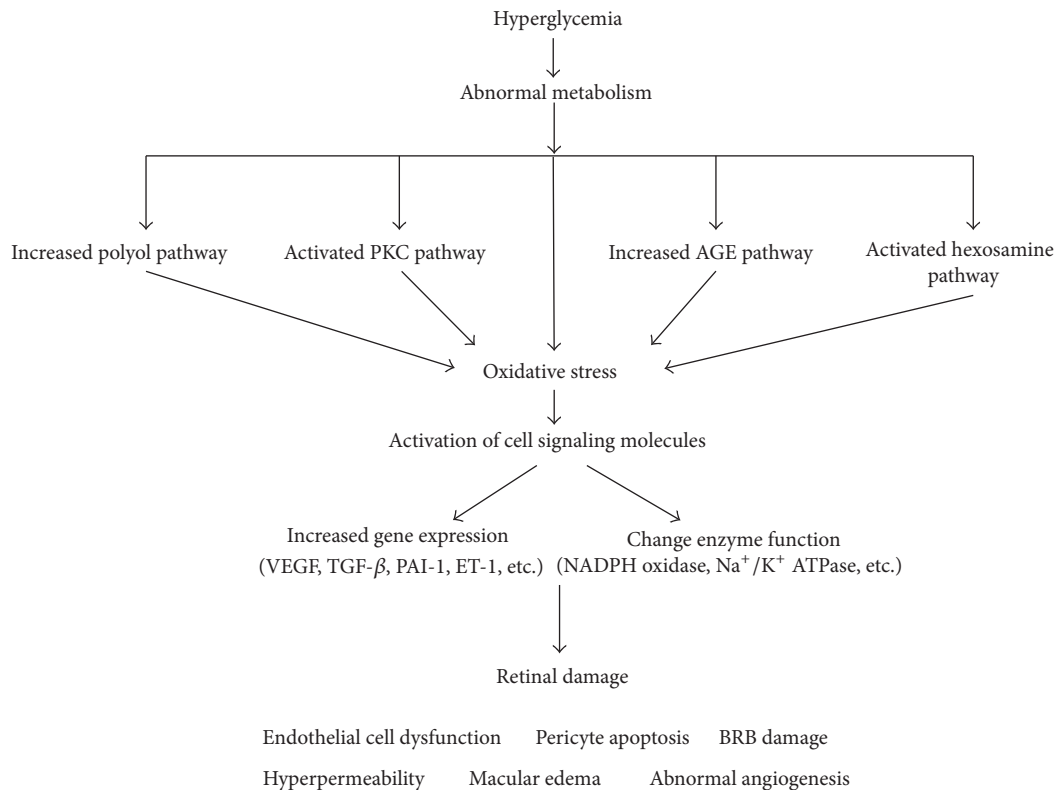 Hyperglycemia
Abnormal metabolism
Increased polyol pathway
Activated PKC pathway
Increased AGE pathway
Activated hexosamine
pathway
Oxidative stress
Activation of cell signaling molecules
Increased gene expression
(VEGF, TGF-β, PAI-1, ET-1, etc.)
Change enzyme function
(NADPH oxidase, Na⁺/K⁺ ATPase, etc.)
Retinal damage
Endothelial cell dysfunction Pericyte apoptosis BRB damage
Hyperpermeability Macular edema Abnormal angiogenesis